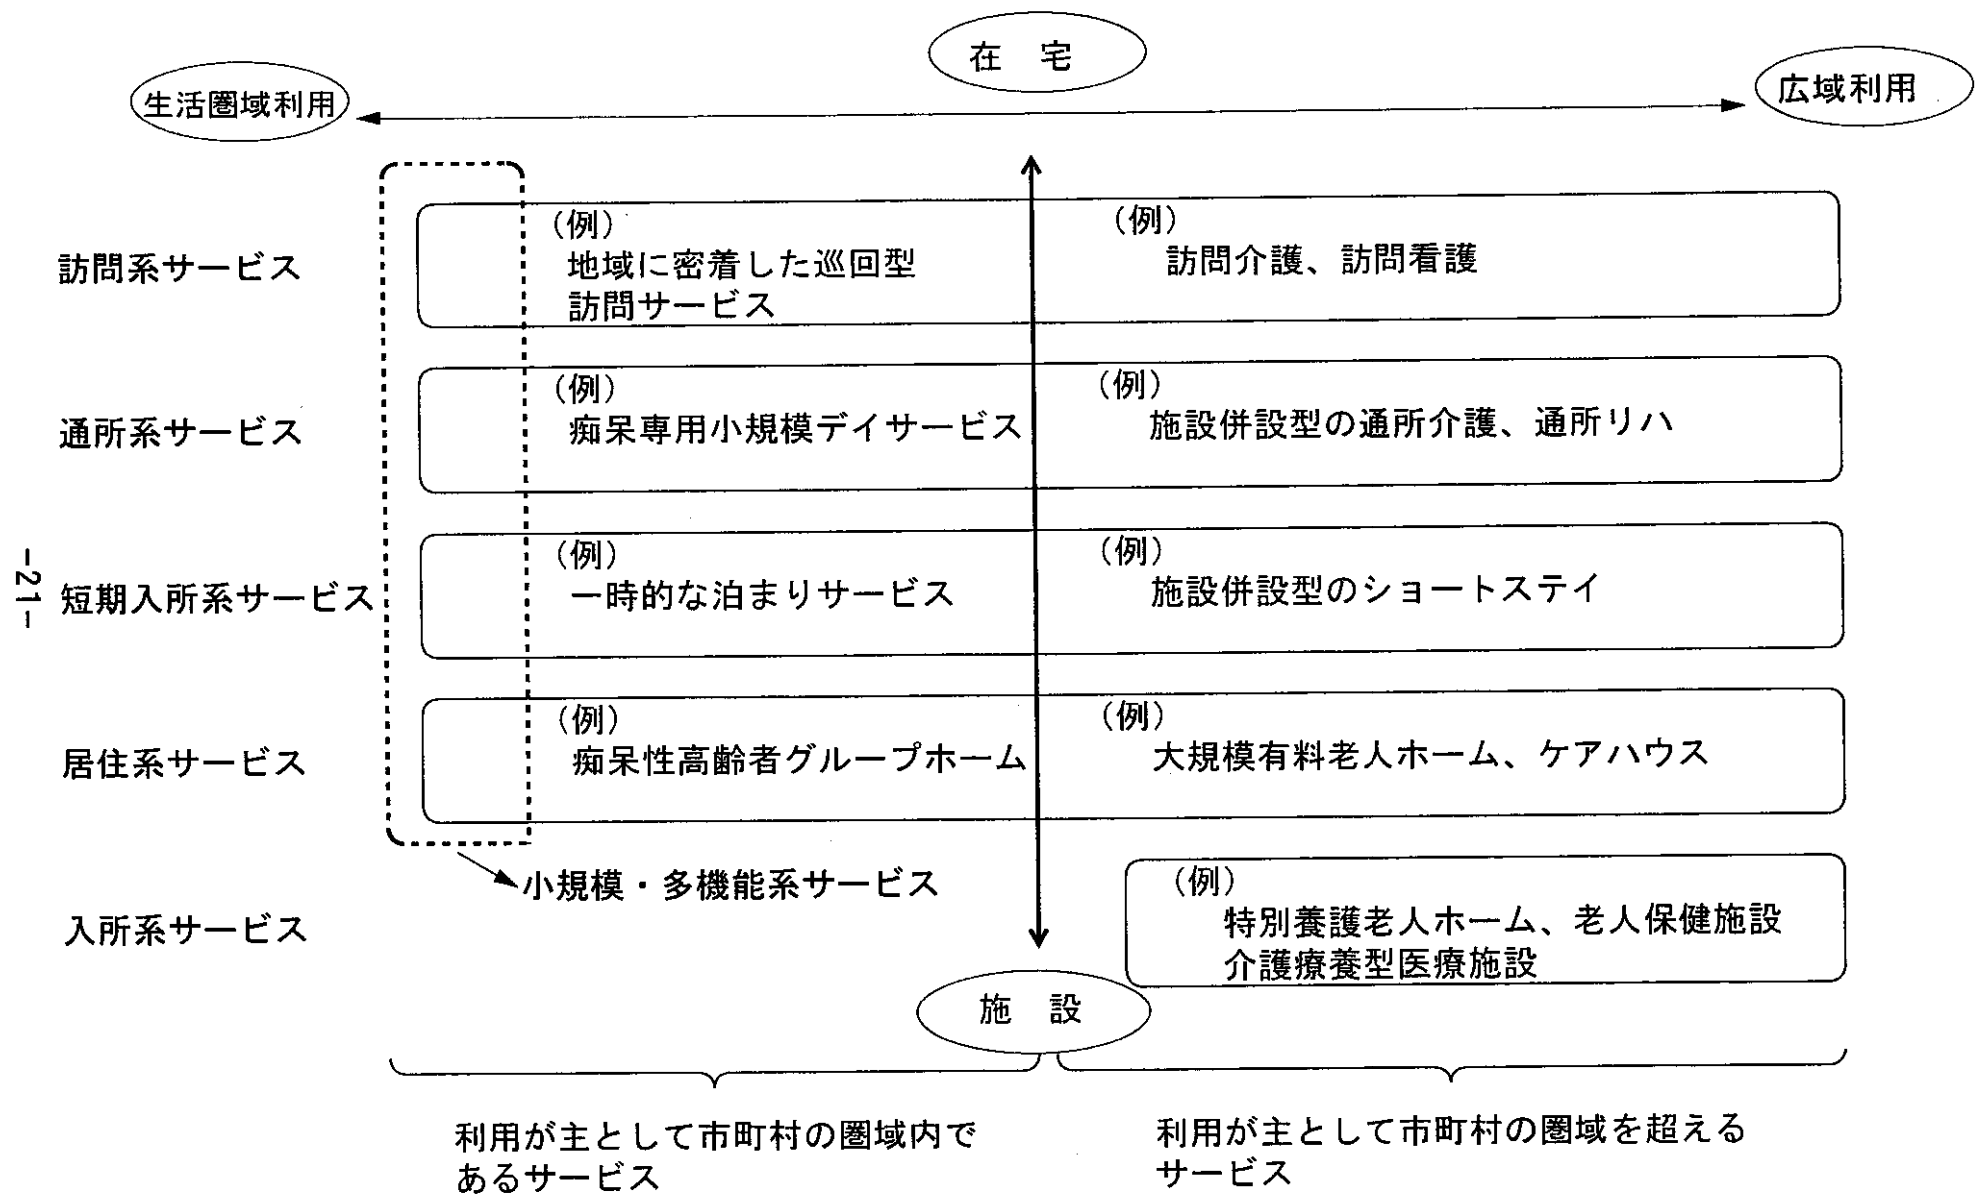 在　宅
生活圏域利用
広域利用
訪問系サービス
（例）
地域に密着した巡回型
訪問サービス
（例）
訪問介護、訪問看護
通所系サービス
（例）
痴呆専用小規模デイサービス
（例）
施設併設型の通所介護、通所リハ
短期入所系サービス
（例）
一時的な泊まりサービス
（例）
施設併設型のショートステイ
居住系サービス
（例）
痴呆性高齢者グループホーム
（例）
大規模有料老人ホーム、ケアハウス
小規模・多機能系サービス
入所系サービス
（例）
特別養護老人ホーム、老人保健施設
介護療養型医療施設
施　設
利用が主として市町村の圏域内で
あるサービス
利用が主として市町村の圏域を超える
サービス
-21-